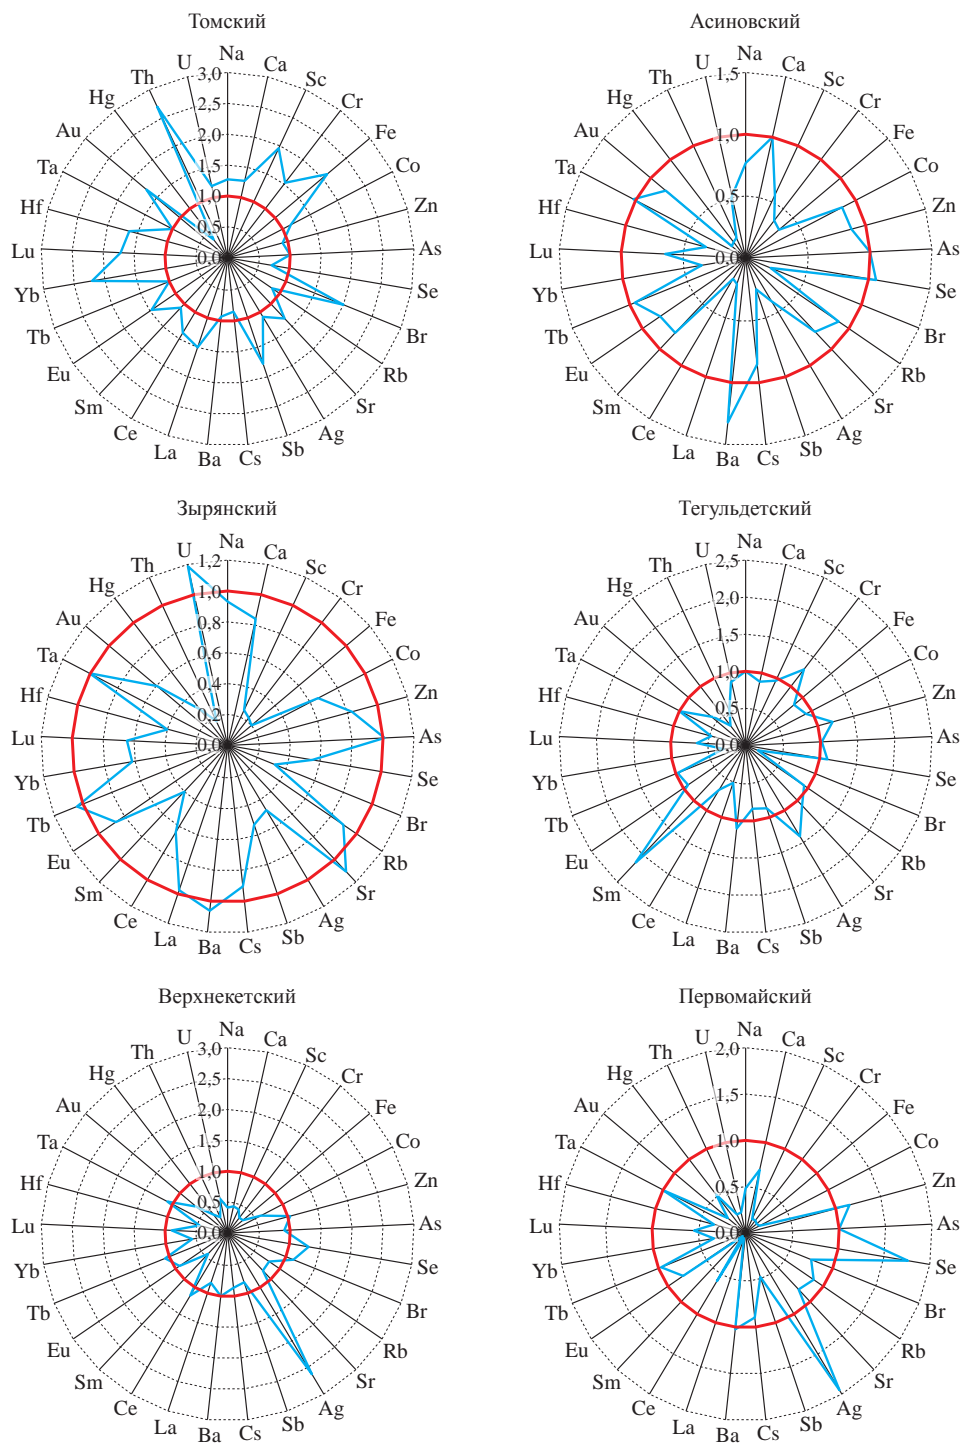 Томский
Na
Ca
Sc
Cr
Fe
Co
Zn
As
Se
Br
Rb
Sr
Ag
Sb
Cs
Ba
La
Ce
Sm
Eu
Tb
Yb
Lu
Hf
Ta
Au
Hg
Th
U
3,0
2,5
2,0
1,5
1,0
0,5
0,0
Асиновский
Na
Ca
Sc
Cr
Fe
Co
Zn
As
Se
Br
Rb
Sr
Ag
Sb
Cs
Ba
La
Ce
Sm
Eu
Tb
Yb
Lu
Hf
Ta
Au
Hg
Th
U
1,5
1,0
0,5
0,0
Зырянский
Na
Ca
Sc
Cr
Fe
Co
Zn
As
Se
Br
Rb
Sr
Ag
Sb
Cs
Ba
La
Ce
Sm
Eu
Tb
Yb
Lu
Hf
Ta
Au
Hg
Th
U
1,2
1,0
0,8
0,6
0,4
0,2
0,0
Тегульдетский
Na
Ca
Sc
Cr
Fe
Co
Zn
As
Se
Br
Rb
Sr
Ag
Sb
Cs
Ba
La
Ce
Sm
Eu
Tb
Yb
Lu
Hf
Ta
Au
Hg
Th
U
2,5
2,0
1,5
1,0
0,5
0,0
Верхнекетский
Na
Ca
Sc
Cr
Fe
Co
Zn
As
Se
Br
Rb
Sr
Ag
Sb
Cs
Ba
La
Ce
Sm
Eu
Tb
Yb
Lu
Hf
Ta
Au
Hg
Th
U
3,0
2,5
2,0
1,5
1,0
0,5
0,0
Первомайский
Na
Ca
Sc
Cr
Fe
Co
Zn
As
Se
Br
Rb
Sr
Ag
Sb
Cs
Ba
La
Ce
Sm
Eu
Tb
Yb
Lu
Hf
Ta
Au
Hg
Th
U
2,0
1,5
1,0
0,5
0,0